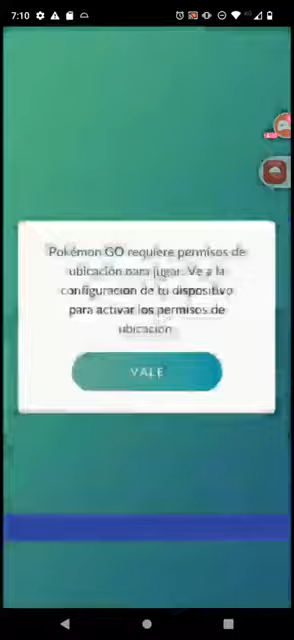 7:10
Pokémon GO requiere permisos de
ubicación para jugar. Ve a la
configuración de tu dispositivo
para activar los permisos de
ubicación
VALE